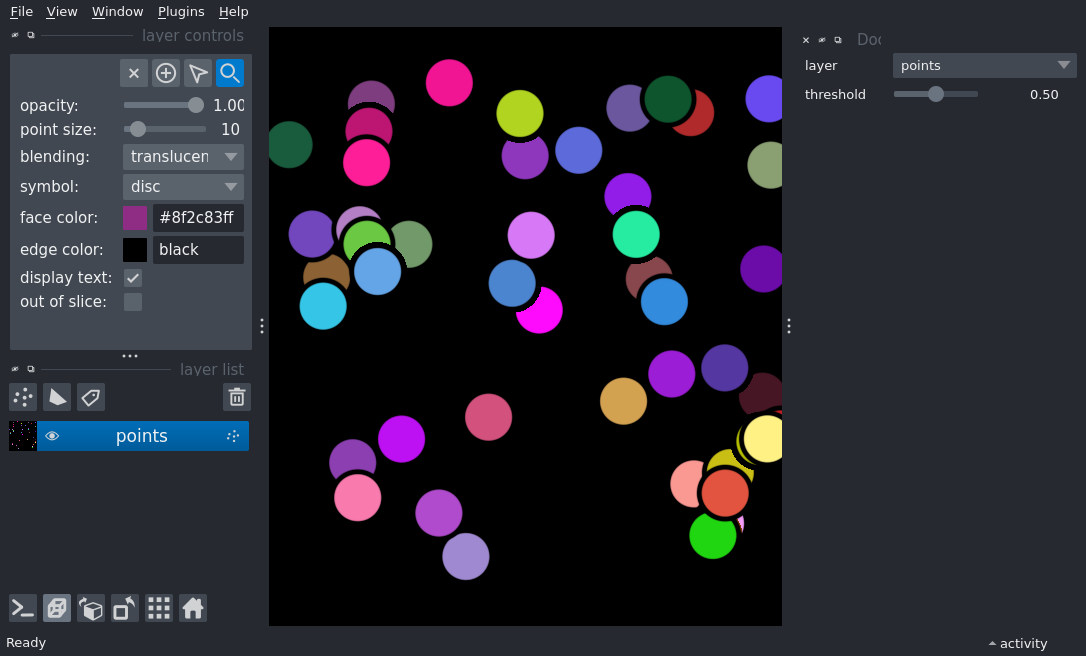 File View Window Plugins Help
layer controls
opacity: 1.00
point size: 10
blending: translucen
symbol: disc
face color: #8f2c83ff
edge color: black
display text:
out of slice:
layer list
points
Ready
Doc
layer points
threshold 0.50
activity